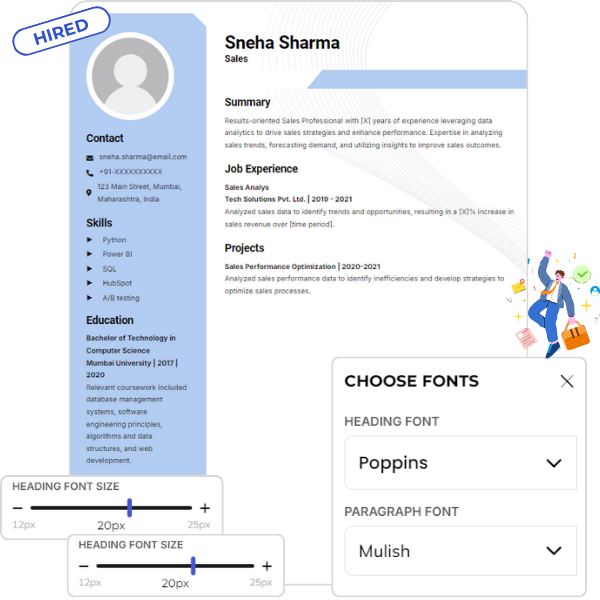 HIRED
Sneha Sharma
Sales
Summary
Results-oriented Sales Professional with [X] years of experience leveraging data
analytics to drive sales strategies and enhance performance. Expertise in analyzing
sales trends, forecasting demand, and utilizing insights to improve sales outcomes.
Job Experience
Sales Analys
Tech Solutions Pvt. Ltd. | 2019 - 2021
Analyzed sales data to identify trends and opportunities, resulting in a [X]% increase in
sales revenue over [time period].
Projects
Sales Performance Optimization | 2020-2021
Analyzed sales performance data to identify inefficiencies and develop strategies to
optimize sales processes.
Contact
sneha.sharma@email.com
+91-XXXXXXXXXX
123 Main Street, Mumbai,
Maharashtra, India
Skills
Python
Power BI
SQL
HubSpot
A/B testing
Education
Bachelor of Technology in
Computer Science
Mumbai University | 2017 |
2020
Relevant coursework included
database management
systems, software
engineering principles,
algorithms and data
structures, and web
development.
HEADING FONT SIZE
12px 20px 25px
HEADING FONT SIZE
12px 20px 25px
CHOOSE FONTS
HEADING FONT
Poppins
PARAGRAPH FONT
Mulish